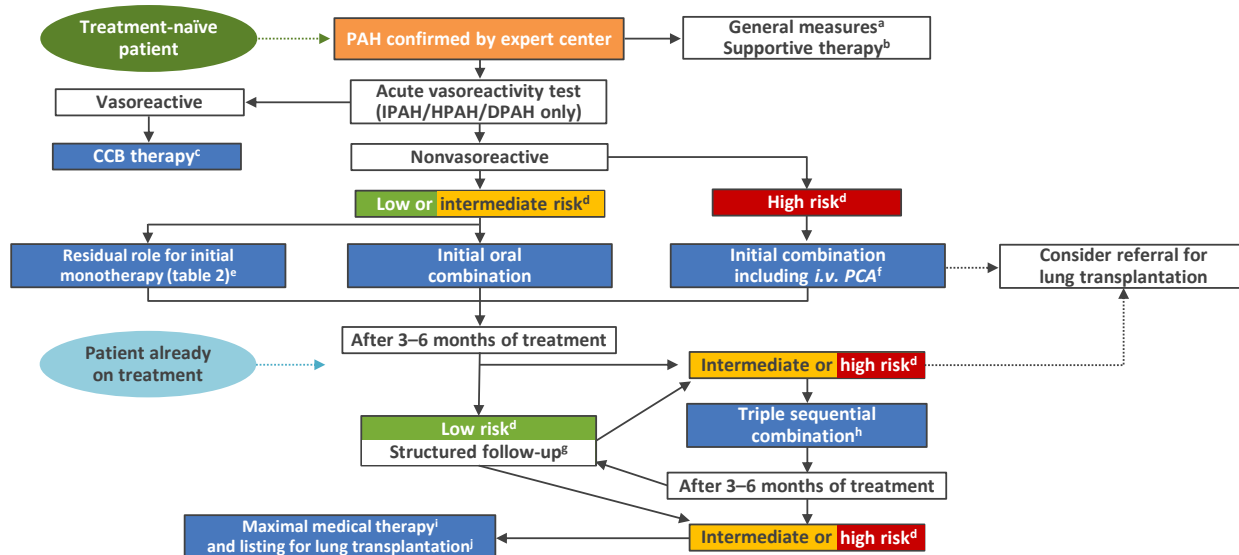 Treatment-naïve
patient
PAH confirmed by expert center
General measuresᵃ
Supportive therapyᵇ
Acute vasoreactivity test
(IPAH/HPAH/DPAH only)
Vasoreactive
CCB therapyᶜ
Nonvasoreactive
Low or intermediate riskᵈ
High riskᵈ
Residual role for initial
monotherapy (table 2)ᵉ
Initial oral
combination
Initial combination
including i.v. PCAᶠ
Consider referral for
lung transplantation
After 3–6 months of treatment
Patient already
on treatment
Intermediate or high riskᵈ
Triple sequential
combinationʰ
Low riskᵈ
Structured follow-upᵍ
After 3–6 months of treatment
Maximal medical therapyⁱ
and listing for lung transplantationʲ
Intermediate or high riskᵈ